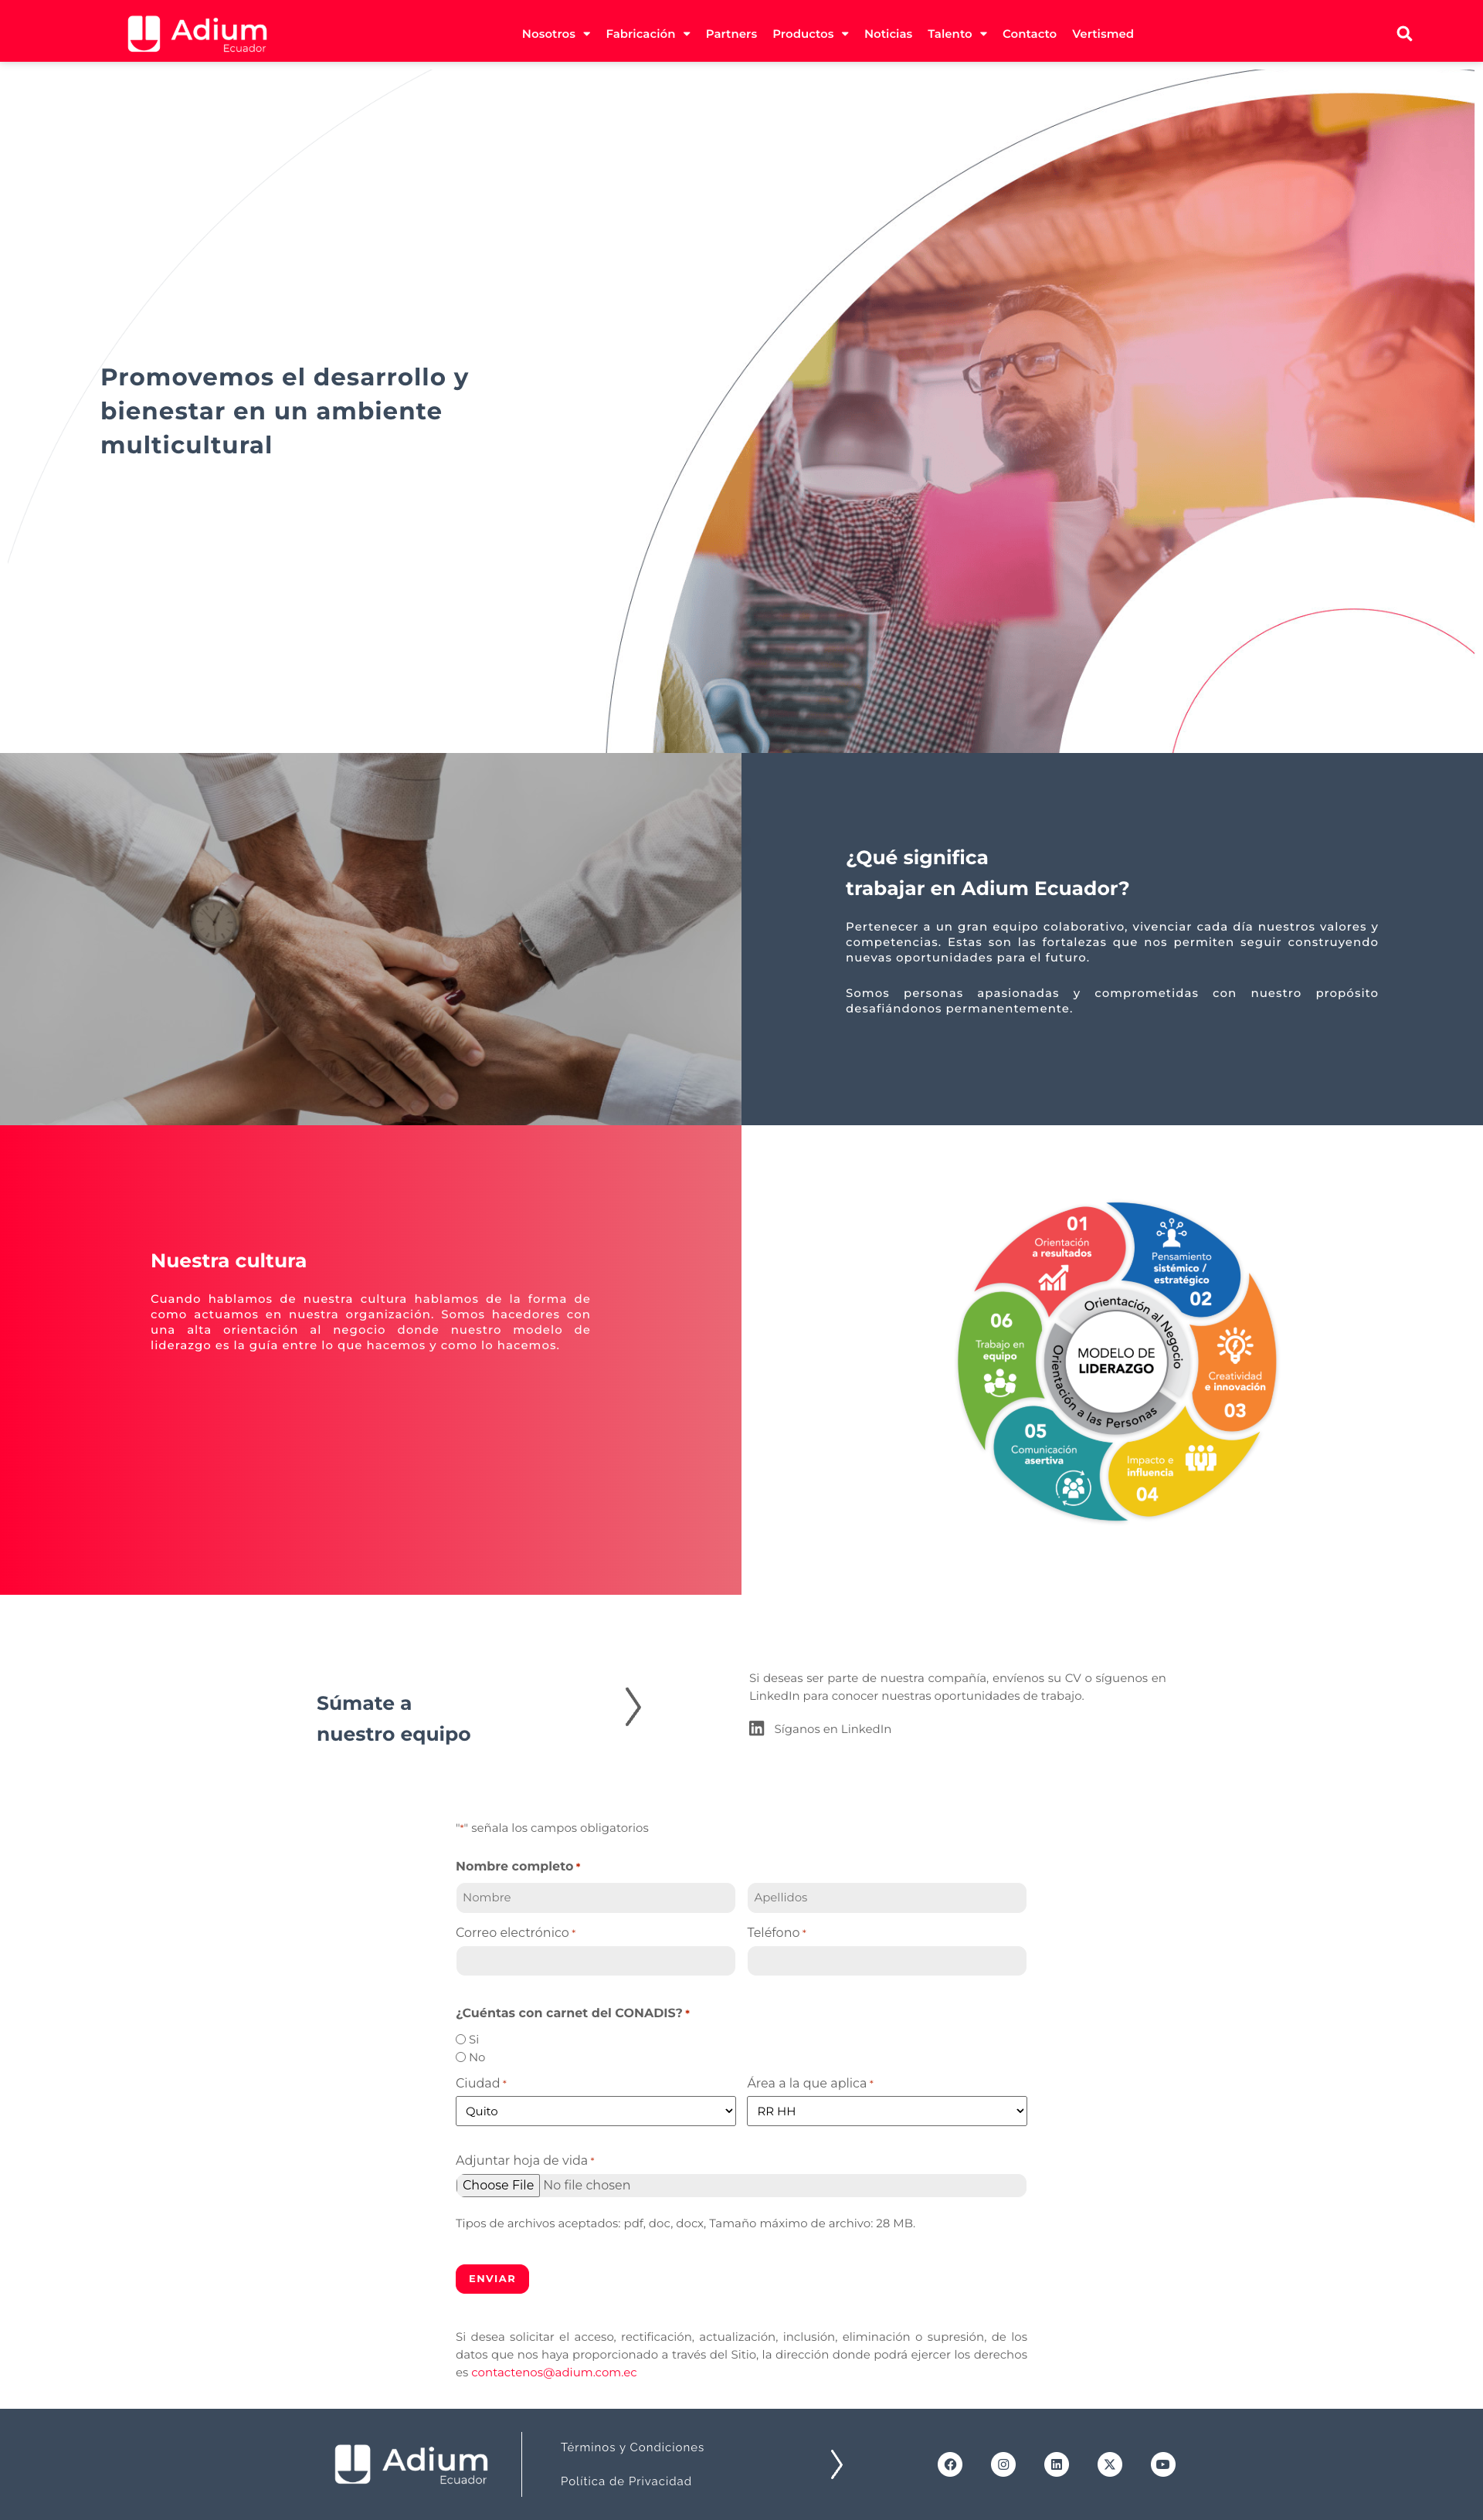 Adium
Ecuador
Nosotros
Fabricación
Partners
Productos
Noticias
Talento
Contacto
Vertismed
Promovemos el desarrollo y
bienestar en un ambiente
multicultural
¿Qué significa
trabajar en Adium Ecuador?
Pertenecer a un gran equipo colaborativo, vivenciar cada día nuestros valores y
competencias. Estas son las fortalezas que nos permiten seguir construyendo
nuevas oportunidades para el futuro.
Somos personas apasionadas y comprometidas con nuestro propósito
desafiándonos permanentemente.
Nuestra cultura
Cuando hablamos de nuestra cultura hablamos de la forma de
como actuamos en nuestra organización. Somos hacedores con
una alta orientación al negocio donde nuestro modelo de
liderazgo es la guía entre lo que hacemos y como lo hacemos.
01
Orientación
a resultados
Pensamiento
sistémico /
estratégico
02
Creatividad
e innovación
03
Impacto e
influencia
04
05
Comunicación
asertiva
06
Trabajo en
equipo
Orientación al Negocio
MODELO DE
LIDERAZGO
Orientación a las Personas
Súmate a
nuestro equipo
Si deseas ser parte de nuestra compañía, envíenos su CV o síguenos en
LinkedIn para conocer nuestras oportunidades de trabajo.
Síganos en LinkedIn
"*" señala los campos obligatorios
Nombre completo *
Nombre
Apellidos
Correo electrónico *
Teléfono *
¿Cuéntas con carnet del CONADIS? *
Si
No
Ciudad *
Área a la que aplica *
Quito
RR HH
Adjuntar hoja de vida *
Choose File No file chosen
Tipos de archivos aceptados: pdf, doc, docx, Tamaño máximo de archivo: 28 MB.
ENVIAR
Si desea solicitar el acceso, rectificación, actualización, inclusión, eliminación o supresión, de los
datos que nos haya proporcionado a través del Sitio, la dirección donde podrá ejercer los derechos
es contactenos@adium.com.ec
Adium
Ecuador
Términos y Condiciones
Política de Privacidad